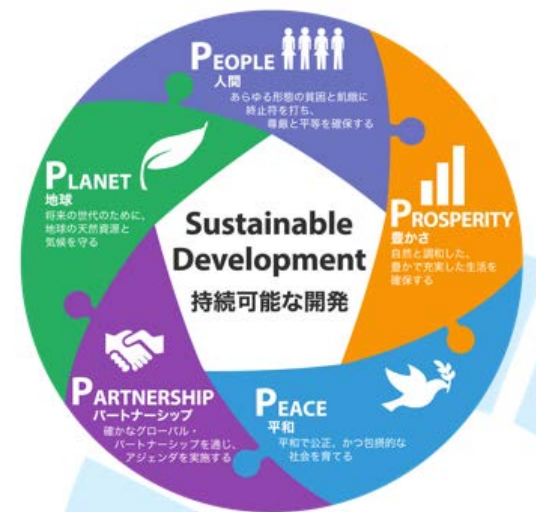 PEOPLE
人間
あらゆる形態の貧困と飢餓に
終止符を打ち、
尊厳と平等を確保する
PROSPERITY
豊かさ
自然と調和した、
豊かで充実した生活を
確保する
PEACE
平和
平和で公正、かつ包摂的な
社会を育てる
PARTNERSHIP
パートナーシップ
確かなグローバル・
パートナーシップを通じ、
アジェンダを実施する
PLANET
地球
将来の世代のために、
地球の天然資源と
気候を守る
Sustainable
Development
持続可能な開発